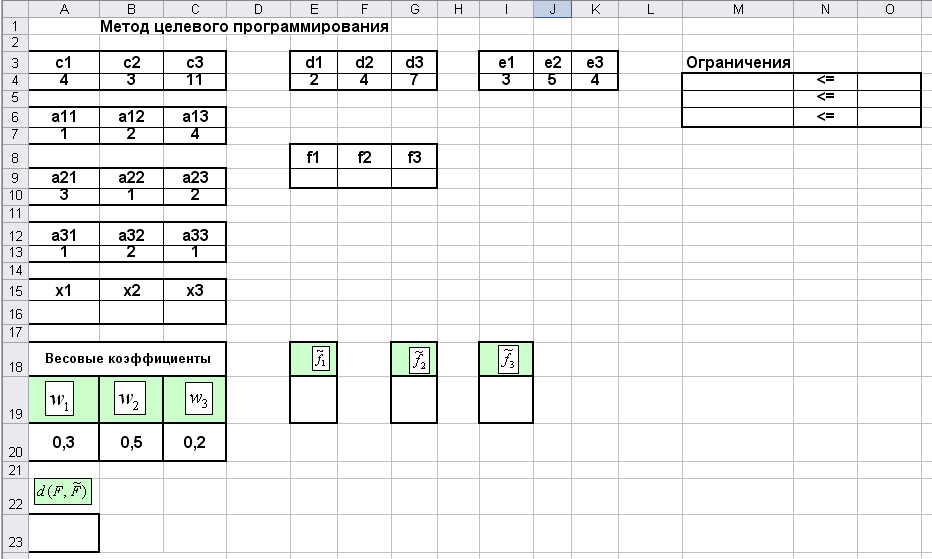 A B C D E F G H I J K L M N O
1 Метод целевого программирования
2
3 c1 c2 c3 d1 d2 d3 e1 e2 e3 Ограничения
4 4 3 11 2 4 7 3 5 4 <=
5 <=
6 a11 a12 a13 <=
7 1 2 4
8 f1 f2 f3
9 a21 a22 a23
10 3 1 2
11
12 a31 a32 a33
13 1 2 1
14
15 x1 x2 x3
16
17
18 Весовые коэффициенты f̃₁ f̃₂ f̃₃
19 w₁ w₂ w₃
20 0,3 0,5 0,2
21
22 d(F, F̃)
23